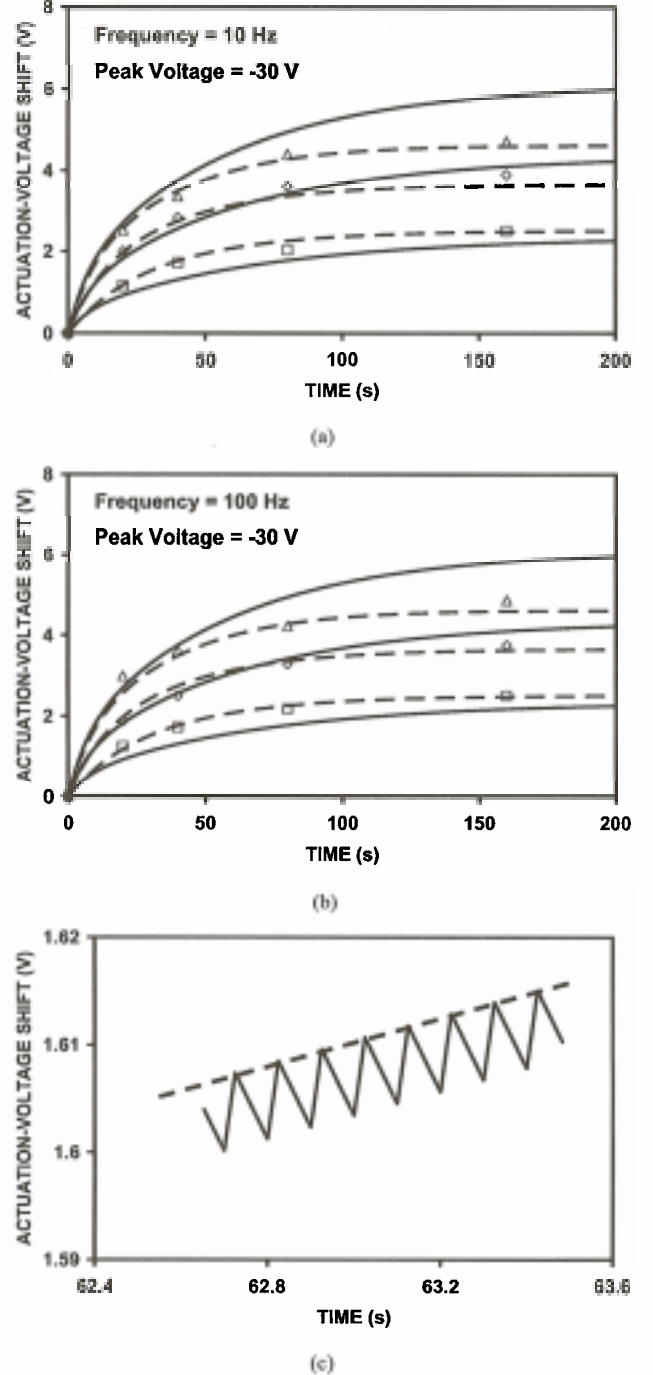 ACTUATION-VOLTAGE SHIFT (V)
8
6
4
2
0
Frequency = 10 Hz
Peak Voltage = -30 V
0 50 100 150 200
TIME (s)
(a)
ACTUATION-VOLTAGE SHIFT (V)
8
6
4
2
0
Frequency = 100 Hz
Peak Voltage = -30 V
0 50 100 150 200
TIME (s)
(b)
ACTUATION-VOLTAGE SHIFT (V)
1.62
1.61
1.6
1.59
62.4 62.8 63.2 63.6
TIME (s)
(c)